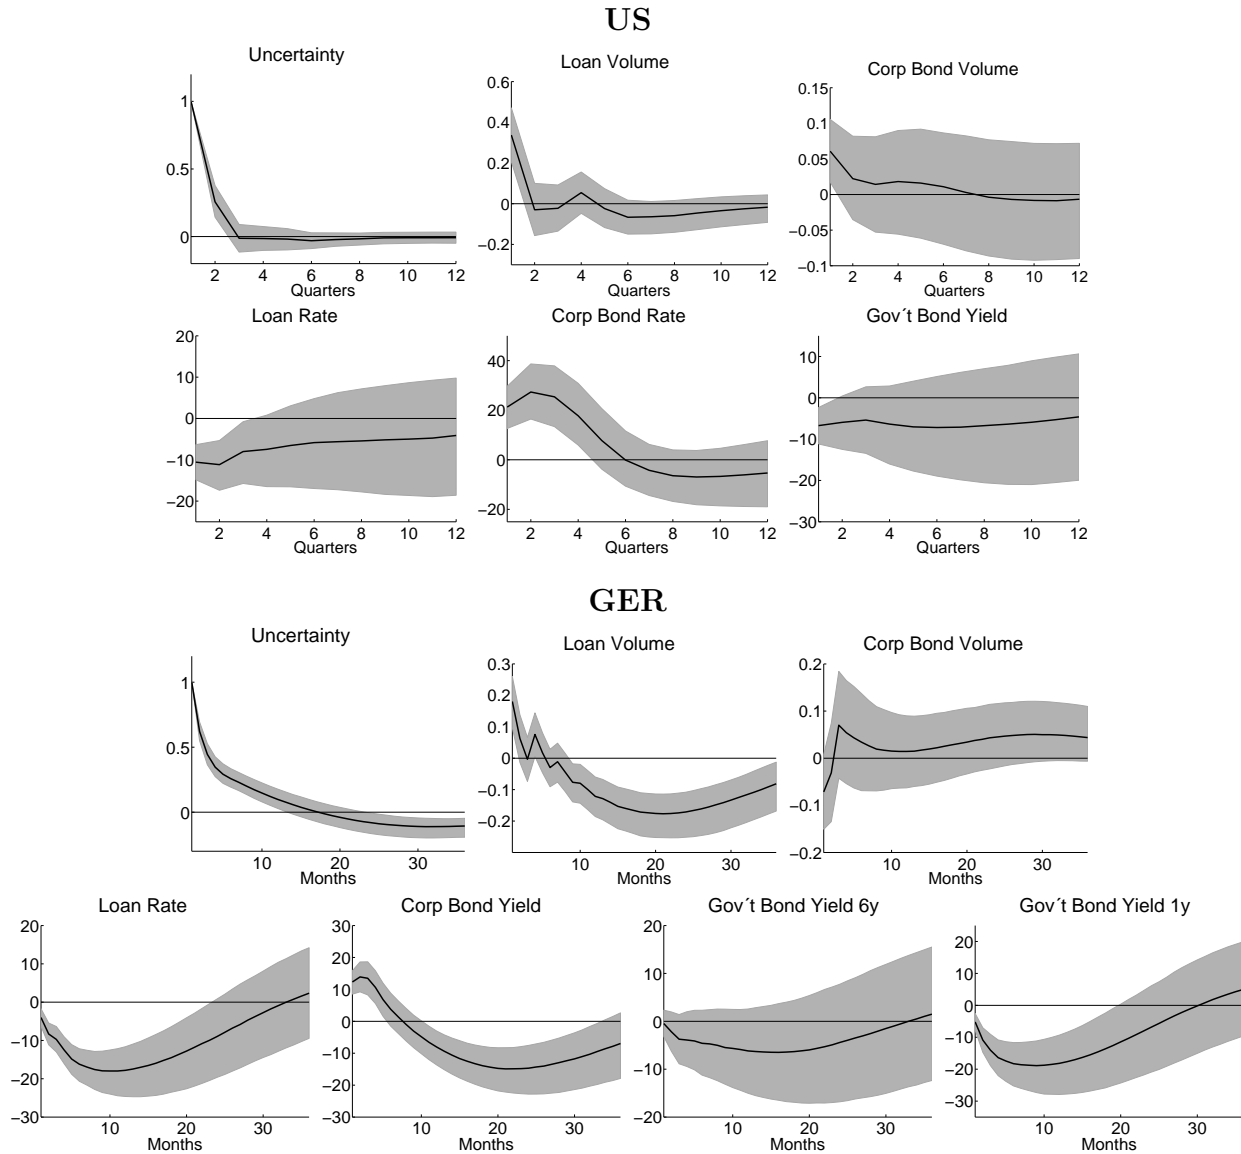 US
Uncertainty
Loan Volume
Corp Bond Volume
1
0.5
0
2 4 6 8 10 12
Quarters
0.6
0.4
0.2
0
−0.2
2 4 6 8 10 12
Quarters
0.15
0.1
0.05
0
−0.05
−0.1
2 4 6 8 10 12
Quarters
Loan Rate
Corp Bond Rate
Gov´t Bond Yield
20
10
0
−10
−20
2 4 6 8 10 12
Quarters
40
20
0
−20
2 4 6 8 10 12
Quarters
10
0
−10
−20
−30
2 4 6 8 10 12
Quarters
GER
Uncertainty
Loan Volume
Corp Bond Volume
1
0.5
0
10 20 30
Months
0.3
0.2
0.1
0
−0.1
−0.2
10 20 30
Months
0.2
0.1
0
−0.1
−0.2
10 20 30
Months
Loan Rate
Corp Bond Yield
Gov´t Bond Yield 6y
Gov´t Bond Yield 1y
20
10
0
−10
−20
−30
10 20 30
Months
30
20
10
0
−10
−20
−30
10 20 30
Months
20
10
0
−10
−20
10 20 30
Months
20
10
0
−10
−20
−30
10 20 30
Months